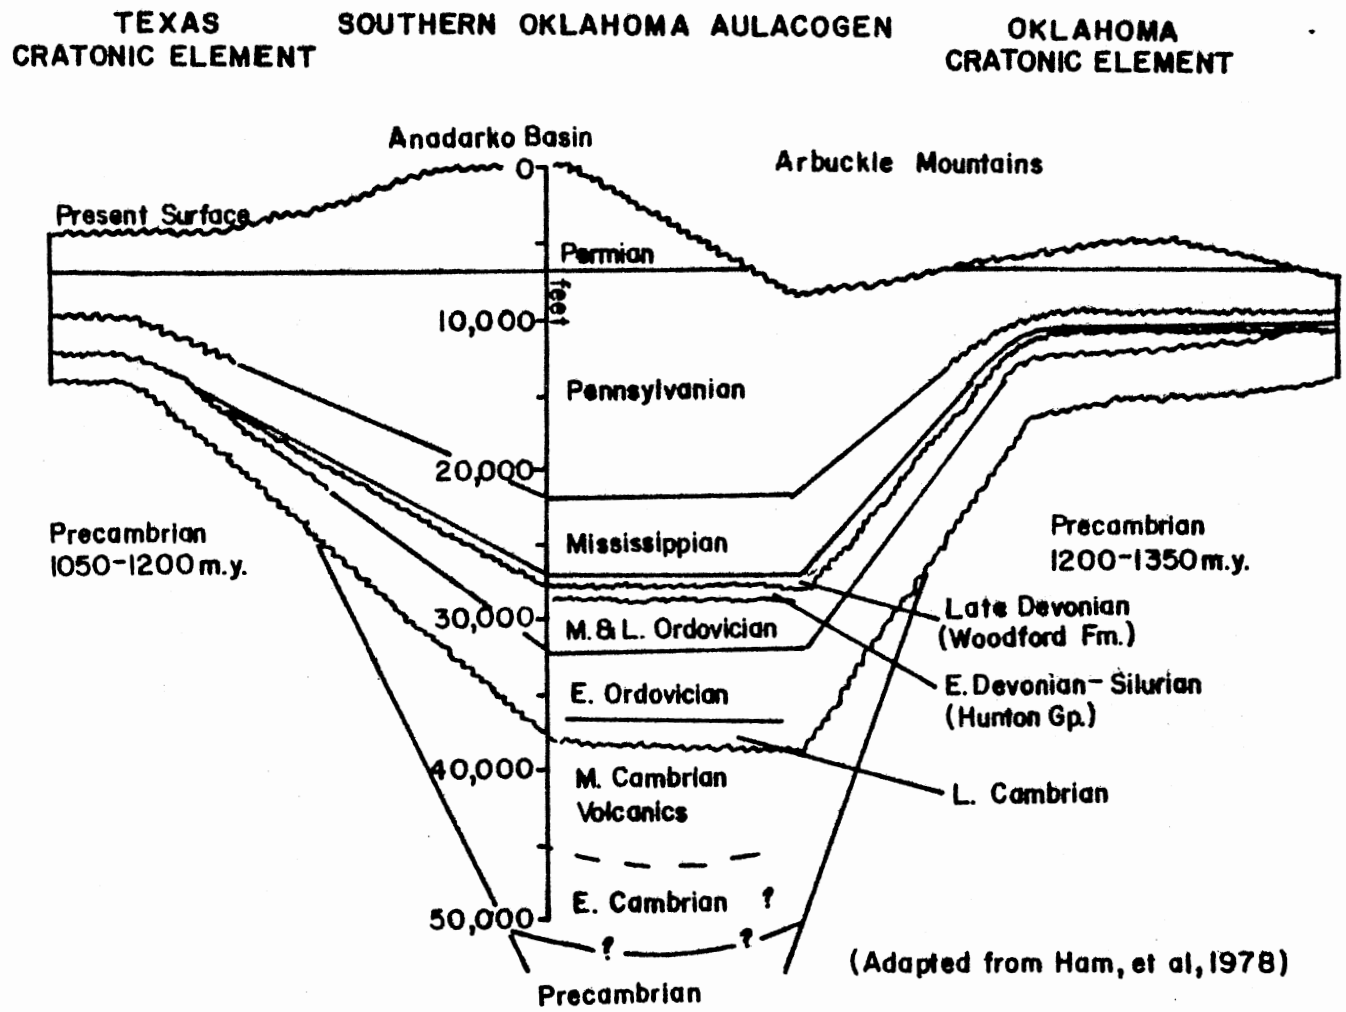 TEXAS
CRATONIC ELEMENT
SOUTHERN OKLAHOMA AULACOGEN
OKLAHOMA
CRATONIC ELEMENT
Anadarko Basin
Arbuckle Mountains
0
Present Surface
Permian
feet
10,000
Pennsylvanian
20,000
Mississippian
Precambrian
1050-1200 m.y.
Precambrian
1200-1350 m.y.
30,000
M. & L. Ordovician
Late Devonian
(Woodford Fm.)
E. Ordovician
E. Devonian - Silurian
(Hunton Gp.)
40,000
M. Cambrian
Volcanics
L. Cambrian
E. Cambrian ?
50,000
? ?
Precambrian
(Adapted from Ham, et al, 1978)